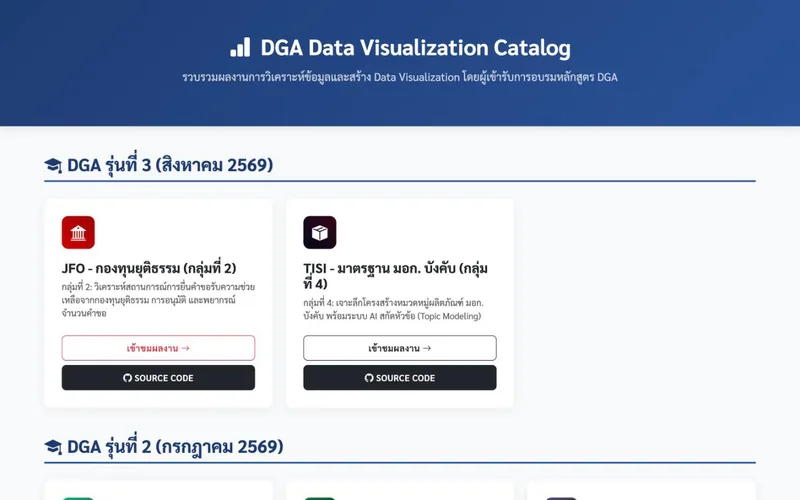 DGA Data Visualization Catalog
รวบรวมผลงานการวิเคราะห์ข้อมูลและสร้าง Data Visualization โดยผู้เข้ารับการอบรมหลักสูตร DGA
DGA รุ่นที่ 3 (สิงหาคม 2569)
JFO - กองทุนยุติธรรม (กลุ่มที่ 2)
กลุ่มที่ 2: วิเคราะห์สถานการณ์การยื่นคำขอรับความช่วย
เหลือจากกองทุนยุติธรรม การอนุมัติ และพยากรณ์
จำนวนคำขอ
เข้าชมผลงาน →
SOURCE CODE
TISI - มาตรฐาน มอก. บังคับ (กลุ่ม
ที่ 4)
กลุ่มที่ 4: เจาะลึกโครงสร้างหมวดหมู่ผลิตภัณฑ์ มอก.
บังคับ พร้อมระบบ AI สกัดหัวข้อ (Topic Modeling)
เข้าชมผลงาน →
SOURCE CODE
DGA รุ่นที่ 2 (กรกฎาคม 2569)